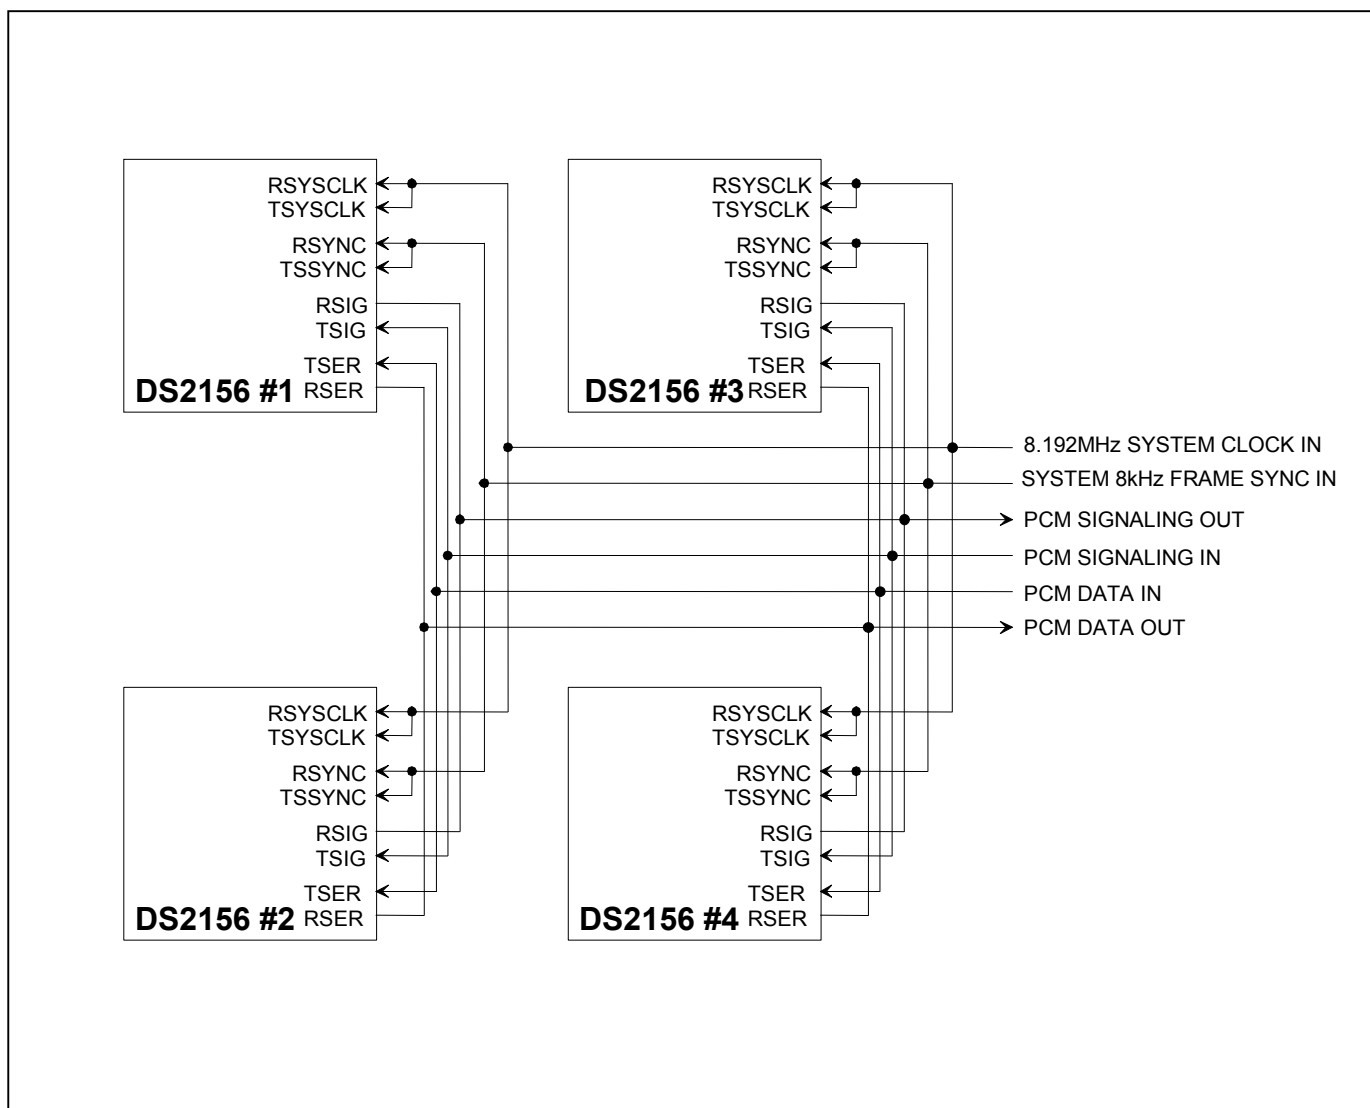 RSYSCLK
TSYSCLK
RSYNC
TSSYNC
RSIG
TSIG
TSER
DS2156 #1 RSER
RSYSCLK
TSYSCLK
RSYNC
TSSYNC
RSIG
TSIG
TSER
DS2156 #3 RSER
8.192MHz SYSTEM CLOCK IN
SYSTEM 8kHz FRAME SYNC IN
PCM SIGNALING OUT
PCM SIGNALING IN
PCM DATA IN
PCM DATA OUT
RSYSCLK
TSYSCLK
RSYNC
TSSYNC
RSIG
TSIG
TSER
DS2156 #2 RSER
RSYSCLK
TSYSCLK
RSYNC
TSSYNC
RSIG
TSIG
TSER
DS2156 #4 RSER